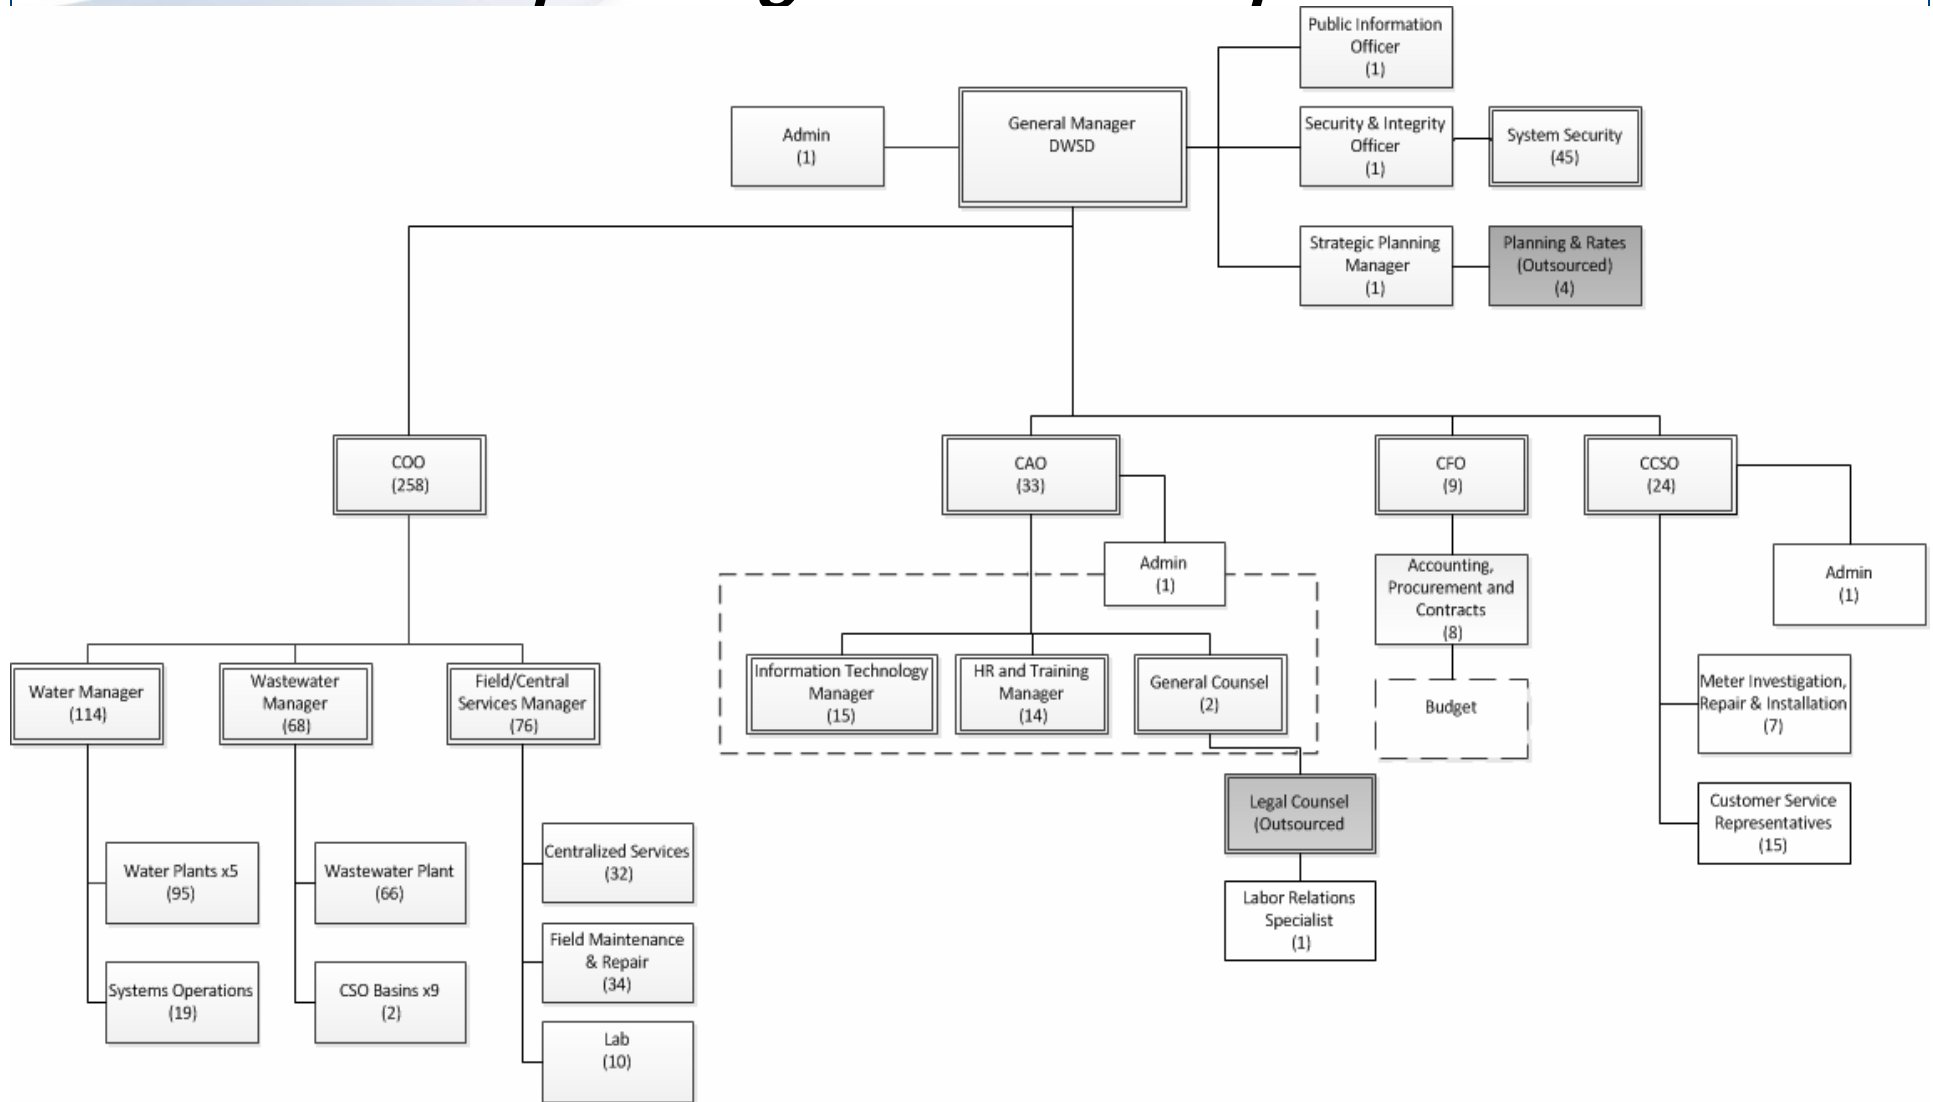 Public Information
Officer
(1)
Admin
(1)
General Manager
DWSD
Security & Integrity
Officer
(1)
System Security
(45)
Strategic Planning
Manager
(1)
Planning & Rates
(Outsourced)
(4)
COO
(258)
CAO
(33)
CFO
(9)
CCSO
(24)
Admin
(1)
Accounting,
Procurement and
Contracts
(8)
Admin
(1)
Water Manager
(114)
Wastewater
Manager
(68)
Field/Central
Services Manager
(76)
Information Technology
Manager
(15)
HR and Training
Manager
(14)
General Counsel
(2)
Budget
Meter Investigation,
Repair & Installation
(7)
Legal Counsel
(Outsourced
Customer Service
Representatives
(15)
Water Plants x5
(95)
Wastewater Plant
(66)
Centralized Services
(32)
Labor Relations
Specialist
(1)
Field Maintenance
& Repair
(34)
Systems Operations
(19)
CSO Basins x9
(2)
Lab
(10)